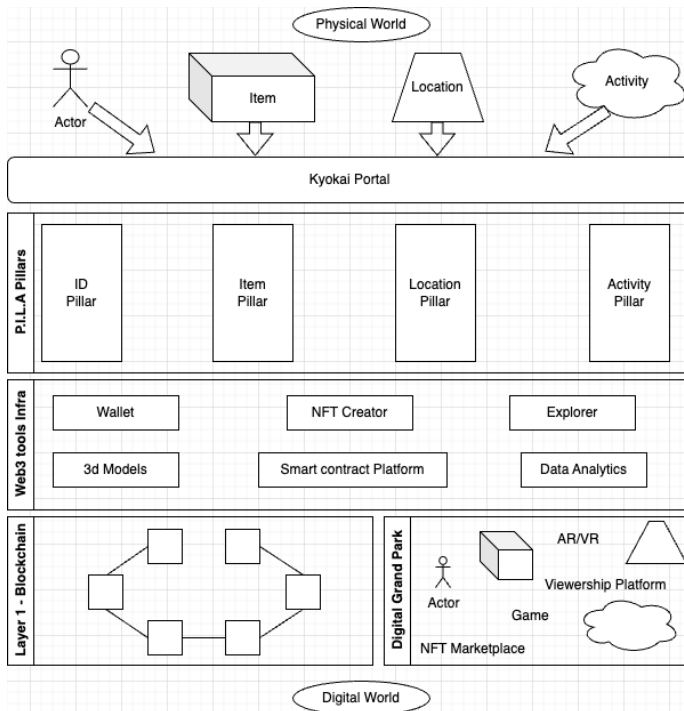 Physical World
Actor
Item
Location
Activity
Kyokai Portal
P.I.L.A Pillars
ID
Pillar
Item
Pillar
Location
Pillar
Activity
Pillar
Web3 tools Infra
Wallet
NFT Creator
Explorer
3d Models
Smart contract Platform
Data Analytics
Layer 1 - Blockchain
Digital Grand Park
AR/VR
Viewership Platform
Actor
Game
NFT Marketplace
Digital World